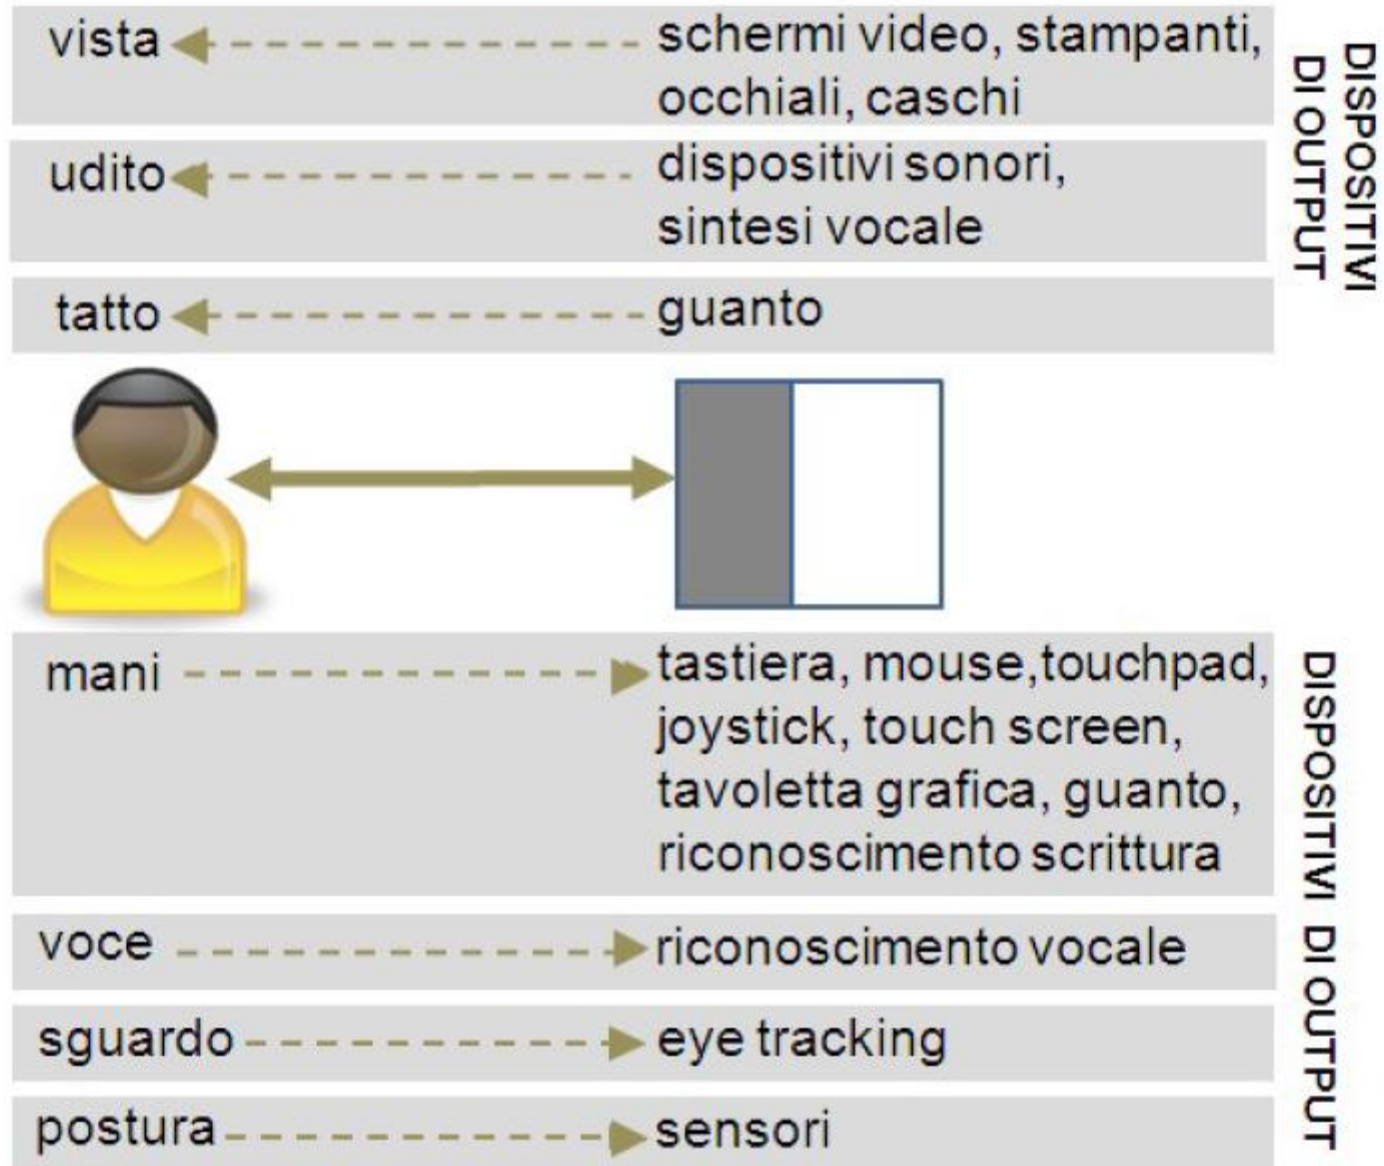 vista
schermi video, stampanti,
occhiali, caschi
udito
dispositivi sonori,
sintesi vocale
tatto
guanto
DISPOSITIVI
DI OUTPUT
mani
tastiera, mouse,touchpad,
joystick, touch screen,
tavoletta grafica, guanto,
riconoscimento scrittura
voce
riconoscimento vocale
sguardo
eye tracking
postura
sensori
DISPOSITIVI DI OUTPUT